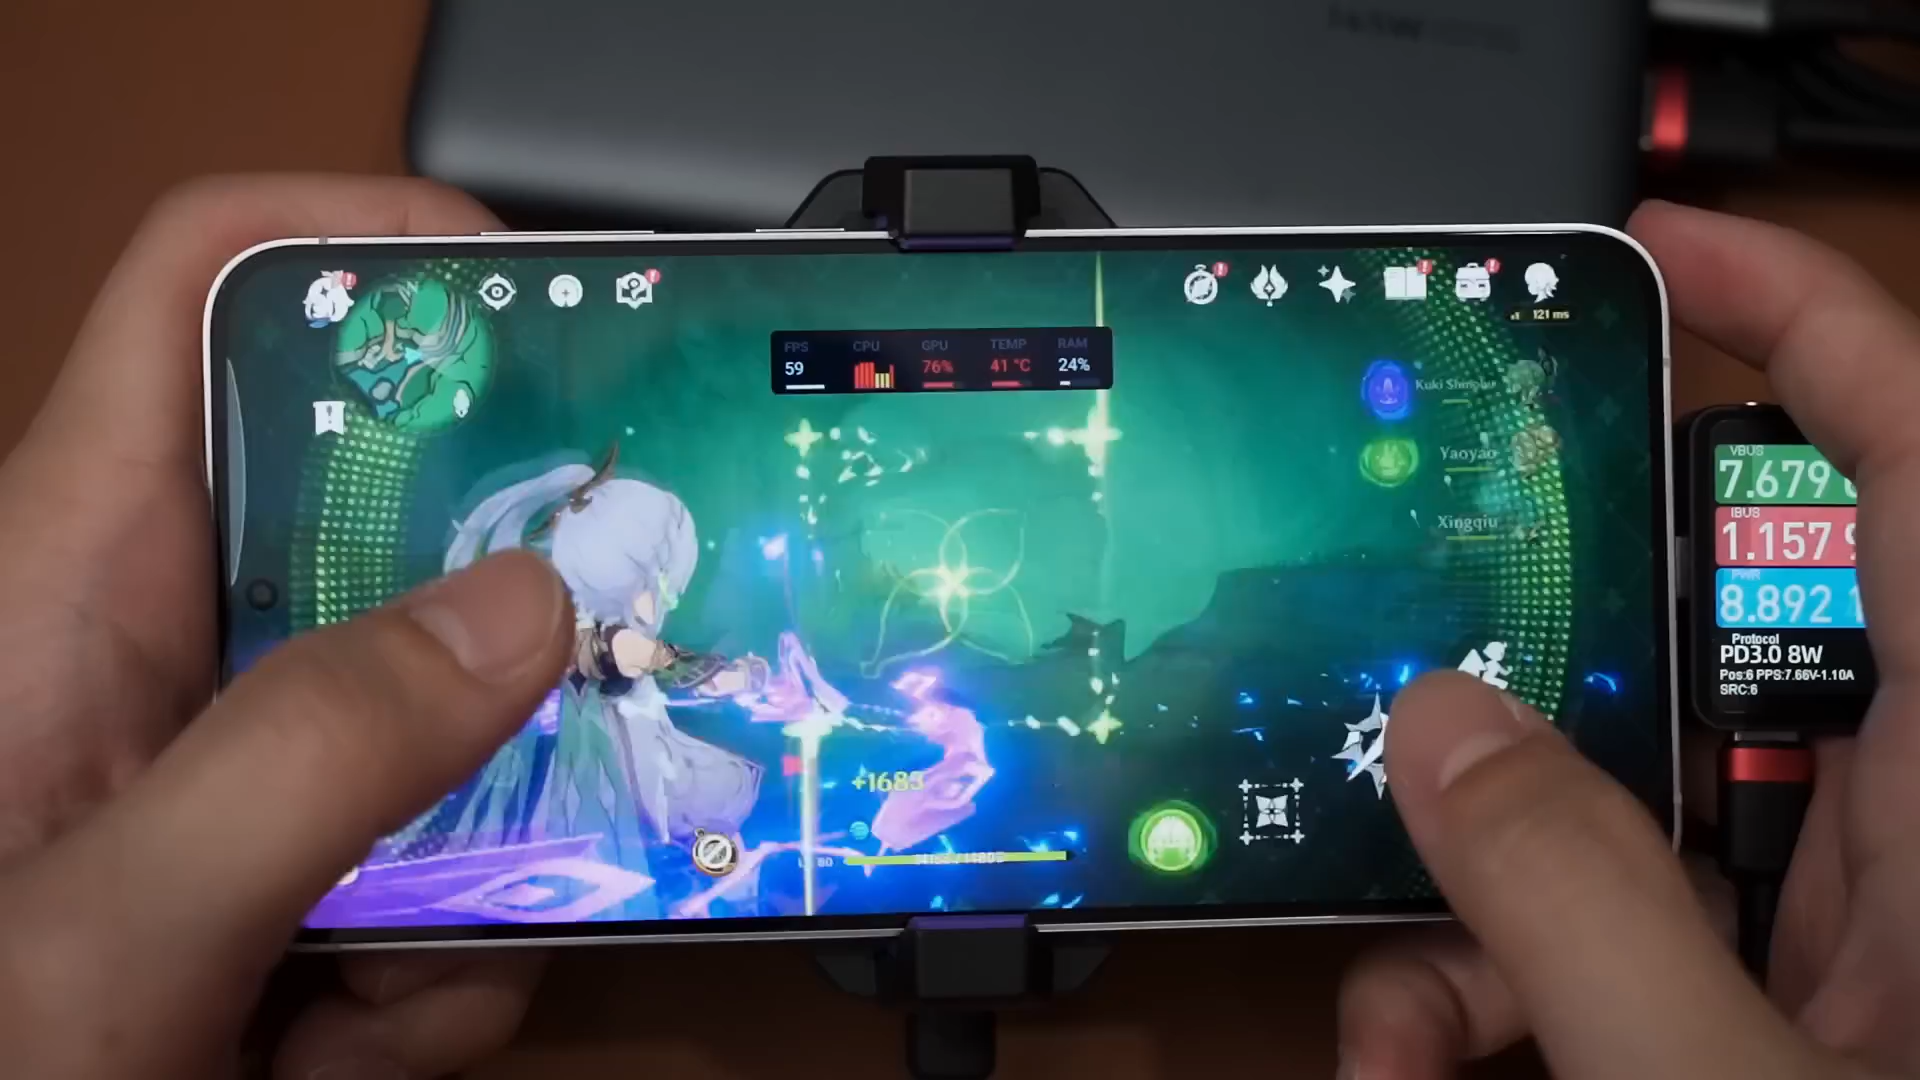 N
121 ms
FPS CPU GPU TEMP RAM
59 76% 41 °C 24%
Kuki Shinobu
Yaoyao
Xingqiu
+1683
VBUS
7.679
IBUS
1.157
PWR
8.892
Protocol
PD3.0 8W
Pos:6 PPS:7.66V-1.10A
SRC:6